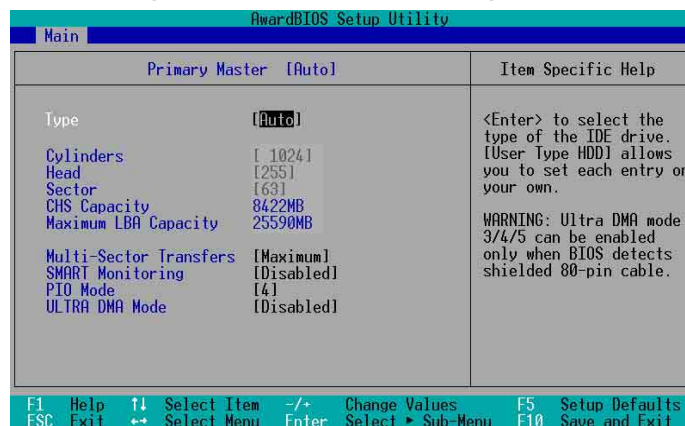 AwardBIOS Setup Utility
Main
Primary Master [Auto]
Item Specific Help
Type [Auto]
Cylinders [ 1024]
Head [255]
Sector [63]
CHS Capacity 8422MB
Maximum LBA Capacity 25590MB
Multi-Sector Transfers [Maximum]
SMART Monitoring [Disabled]
PIO Mode [4]
ULTRA DMA Mode [Disabled]
<Enter> to select the
type of the IDE drive.
[User Type HDD] allows
you to set each entry on
your own.
WARNING: Ultra DMA mode
3/4/5 can be enabled
only when BIOS detects
shielded 80-pin cable.
F1 Help ↑↓ Select Item -/+ Change Values F5 Setup Defaults
ESC Exit ↔ Select Menu Enter Select ► Sub-Menu F10 Save and Exit